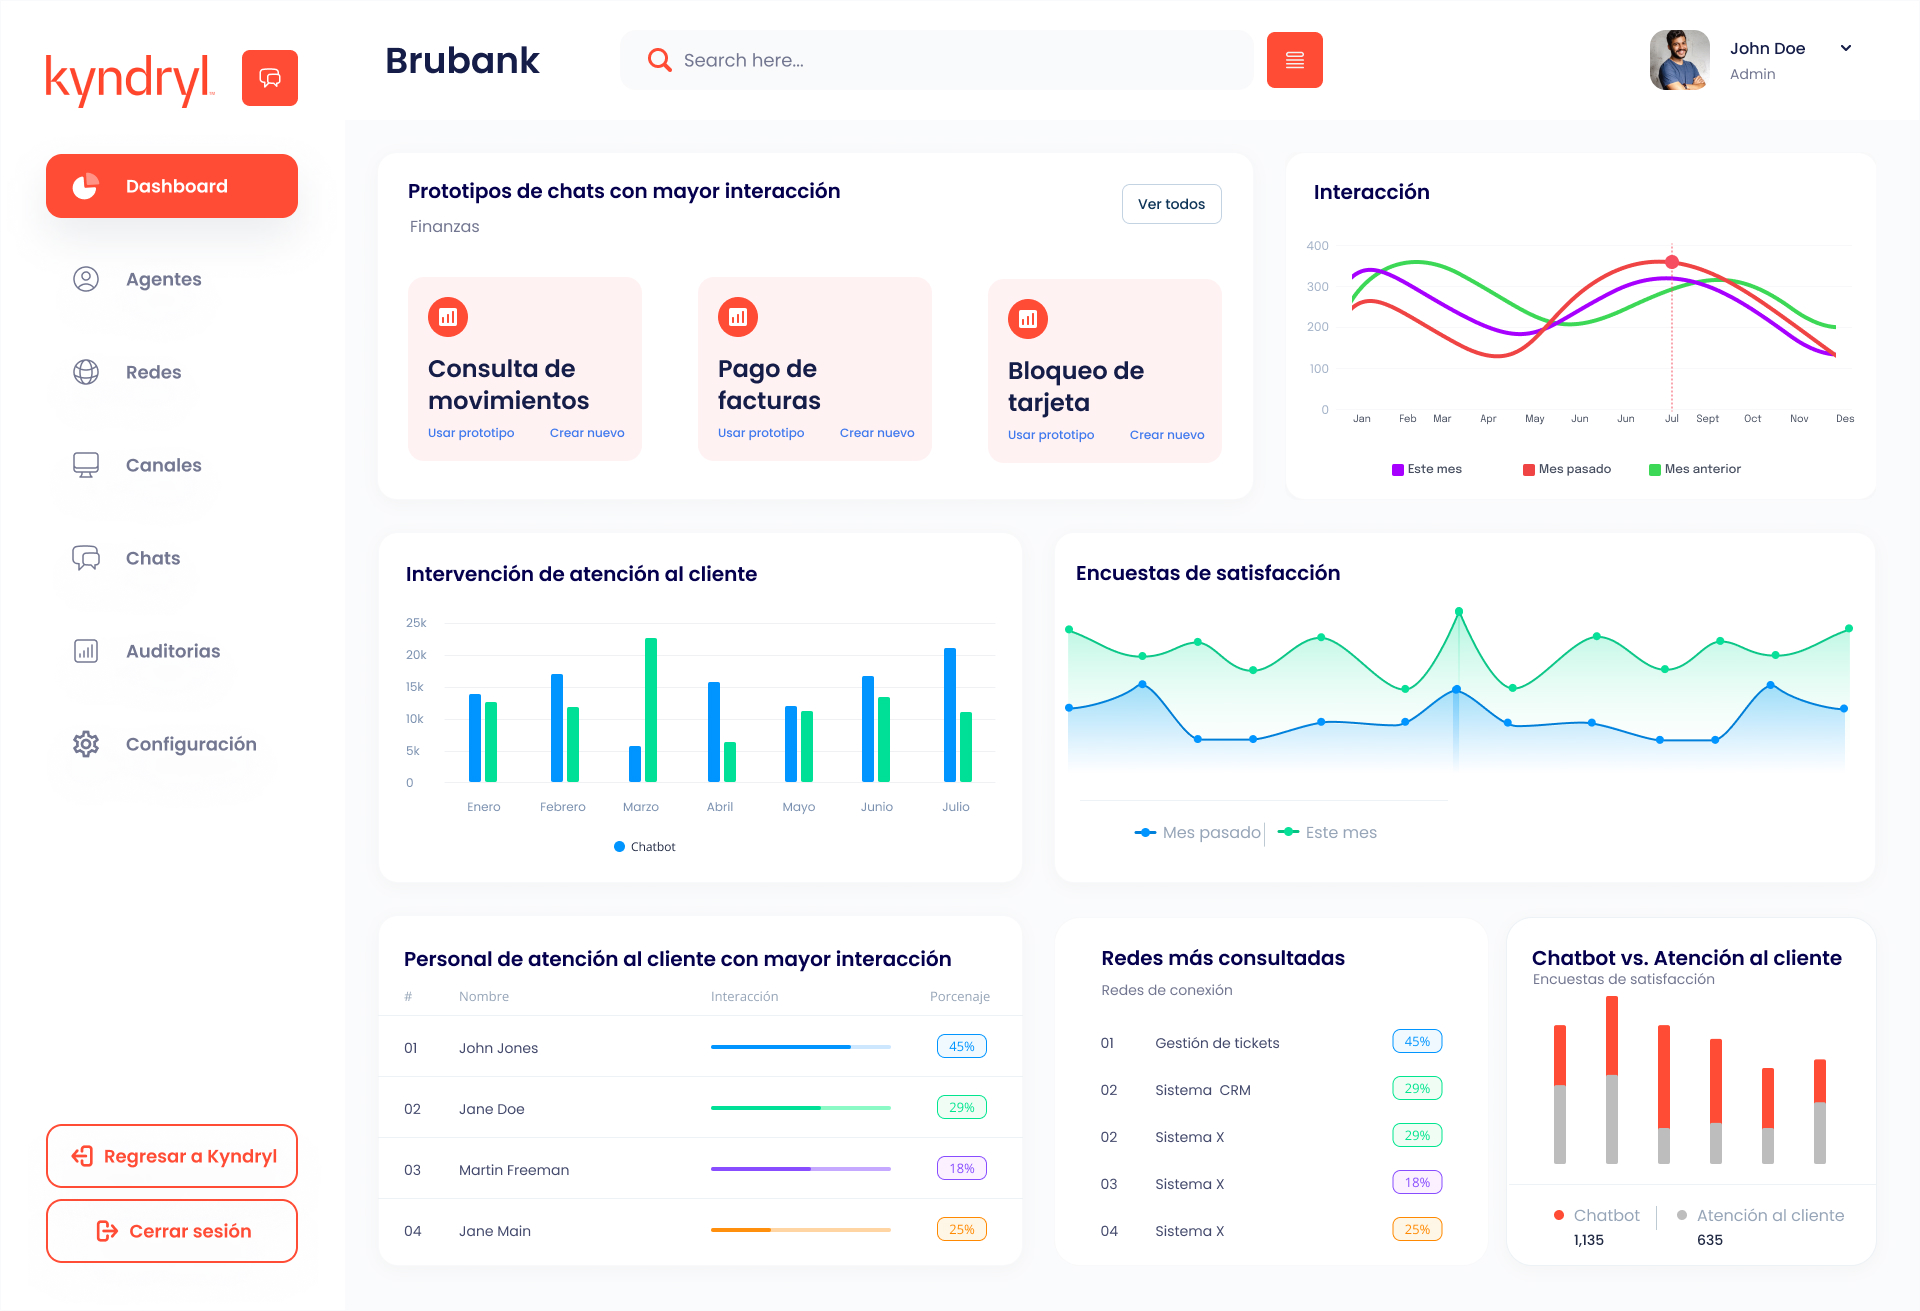 kyndryl
Brubank
Search here...
John Doe
Admin
Dashboard
Agentes
Redes
Canales
Chats
Auditorias
Configuración
Regresar a Kyndryl
Cerrar sesión
Prototipos de chats con mayor interacción
Finanzas
Ver todos
Consulta de
movimientos
Usar prototipo Crear nuevo
Pago de
facturas
Usar prototipo Crear nuevo
Bloqueo de
tarjeta
Usar prototipo Crear nuevo
Interacción
400
300
200
100
0
Jan Feb Mar Apr May Jun Jun Jul Sept Oct Nov Des
Este mes Mes pasado Mes anterior
Intervención de atención al cliente
25k
20k
15k
10k
5k
0
Enero Febrero Marzo Abril Mayo Junio Julio
Chatbot
Encuestas de satisfacción
Mes pasado Este mes
Personal de atención al cliente con mayor interacción
# Nombre Interacción Porcenaje
01 John Jones 45%
02 Jane Doe 29%
03 Martin Freeman 18%
04 Jane Main 25%
Redes más consultadas
Redes de conexión
01 Gestión de tickets 45%
02 Sistema CRM 29%
02 Sistema X 29%
03 Sistema X 18%
04 Sistema X 25%
Chatbot vs. Atención al cliente
Encuestas de satisfacción
Chatbot Atención al cliente
1,135 635